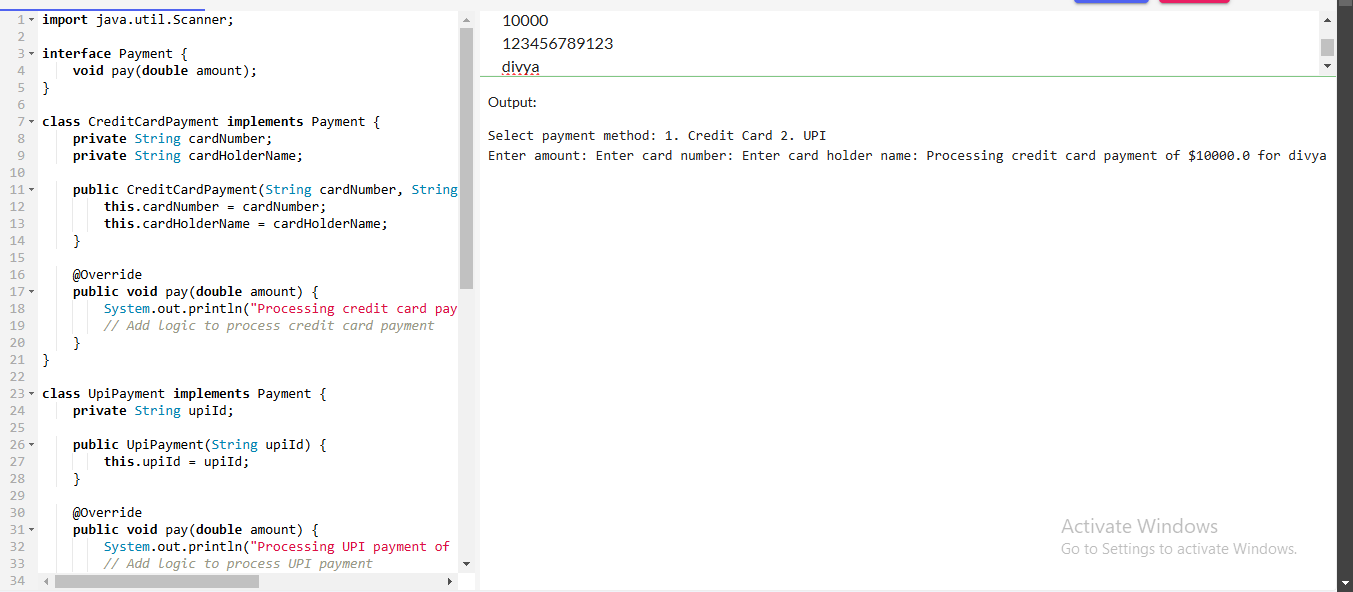 1 import java.util.Scanner;
2
3 interface Payment {
4 void pay(double amount);
5 }
6
7 class CreditCardPayment implements Payment {
8 private String cardNumber;
9 private String cardHolderName;
10
11 public CreditCardPayment(String cardNumber, String
12 this.cardNumber = cardNumber;
13 this.cardHolderName = cardHolderName;
14 }
15
16 @Override
17 public void pay(double amount) {
18 System.out.println("Processing credit card pay
19 // Add logic to process credit card payment
20 }
21 }
22
23 class UpiPayment implements Payment {
24 private String upiId;
25
26 public UpiPayment(String upiId) {
27 this.upiId = upiId;
28 }
29
30 @Override
31 public void pay(double amount) {
32 System.out.println("Processing UPI payment of
33 // Add logic to process UPI payment
34
10000
123456789123
divya
Output:
Select payment method: 1. Credit Card 2. UPI
Enter amount: Enter card number: Enter card holder name: Processing credit card payment of $10000.0 for divya
Activate Windows
Go to Settings to activate Windows.